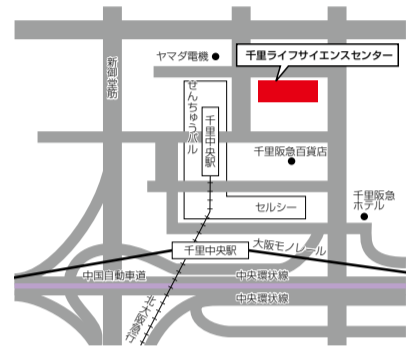 ヤマダ電機
千里ライフサイエンスセンター
新御堂筋
せんちゅうパル
千里中央駅
千里阪急百貨店
千里阪急
ホテル
セルシー
千里中央駅
大阪モノレール
中国自動車道
中央環状線
中央環状線
北大阪急行